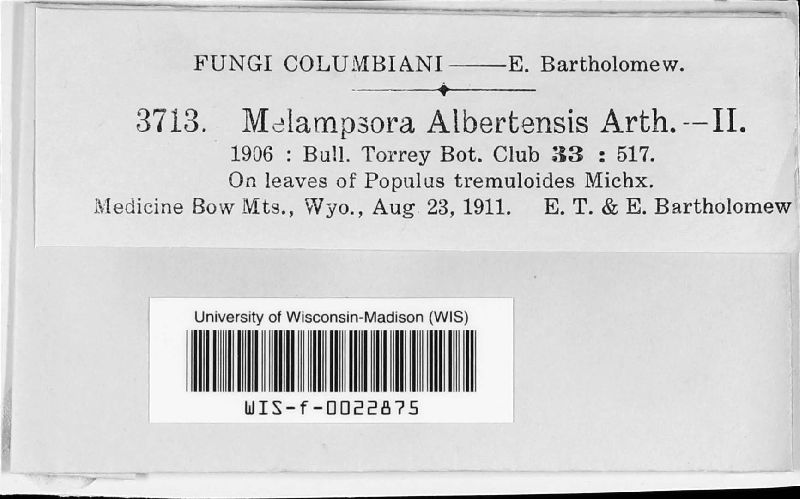 FUNGI COLUMBIANI——E. Bartholomew.
3713. Melampsora Albertensis Arth.—II.
1906 : Bull. Torrey Bot. Club 33 : 517.
On leaves of Populus tremuloides Michx.
Medicine Bow Mts., Wyo., Aug 23, 1911. E. T. & E. Bartholomew
University of Wisconsin-Madison (WIS)
WIS-f-0022875